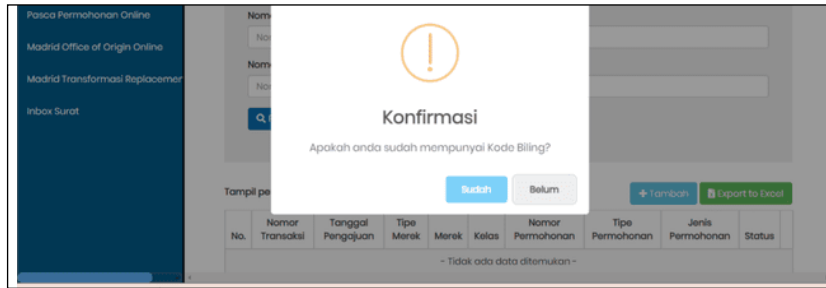 Pasca Permohonan Online
Madrid Office of Origin Online
Madrid Transformasi Replacemer
Inbox Surat
Konfirmasi
Apakah anda sudah mempunyai Kode Biling?
Sudah
Belum
Tampil
Tambah
Export to Excel
No. Nomor Transaksi Tanggal Pengajuan Tipe Merek Merek Kelas Nomor Permohonan Tipe Permohonan Jenis Permohonan Status
- Tidak ada data ditemukan -